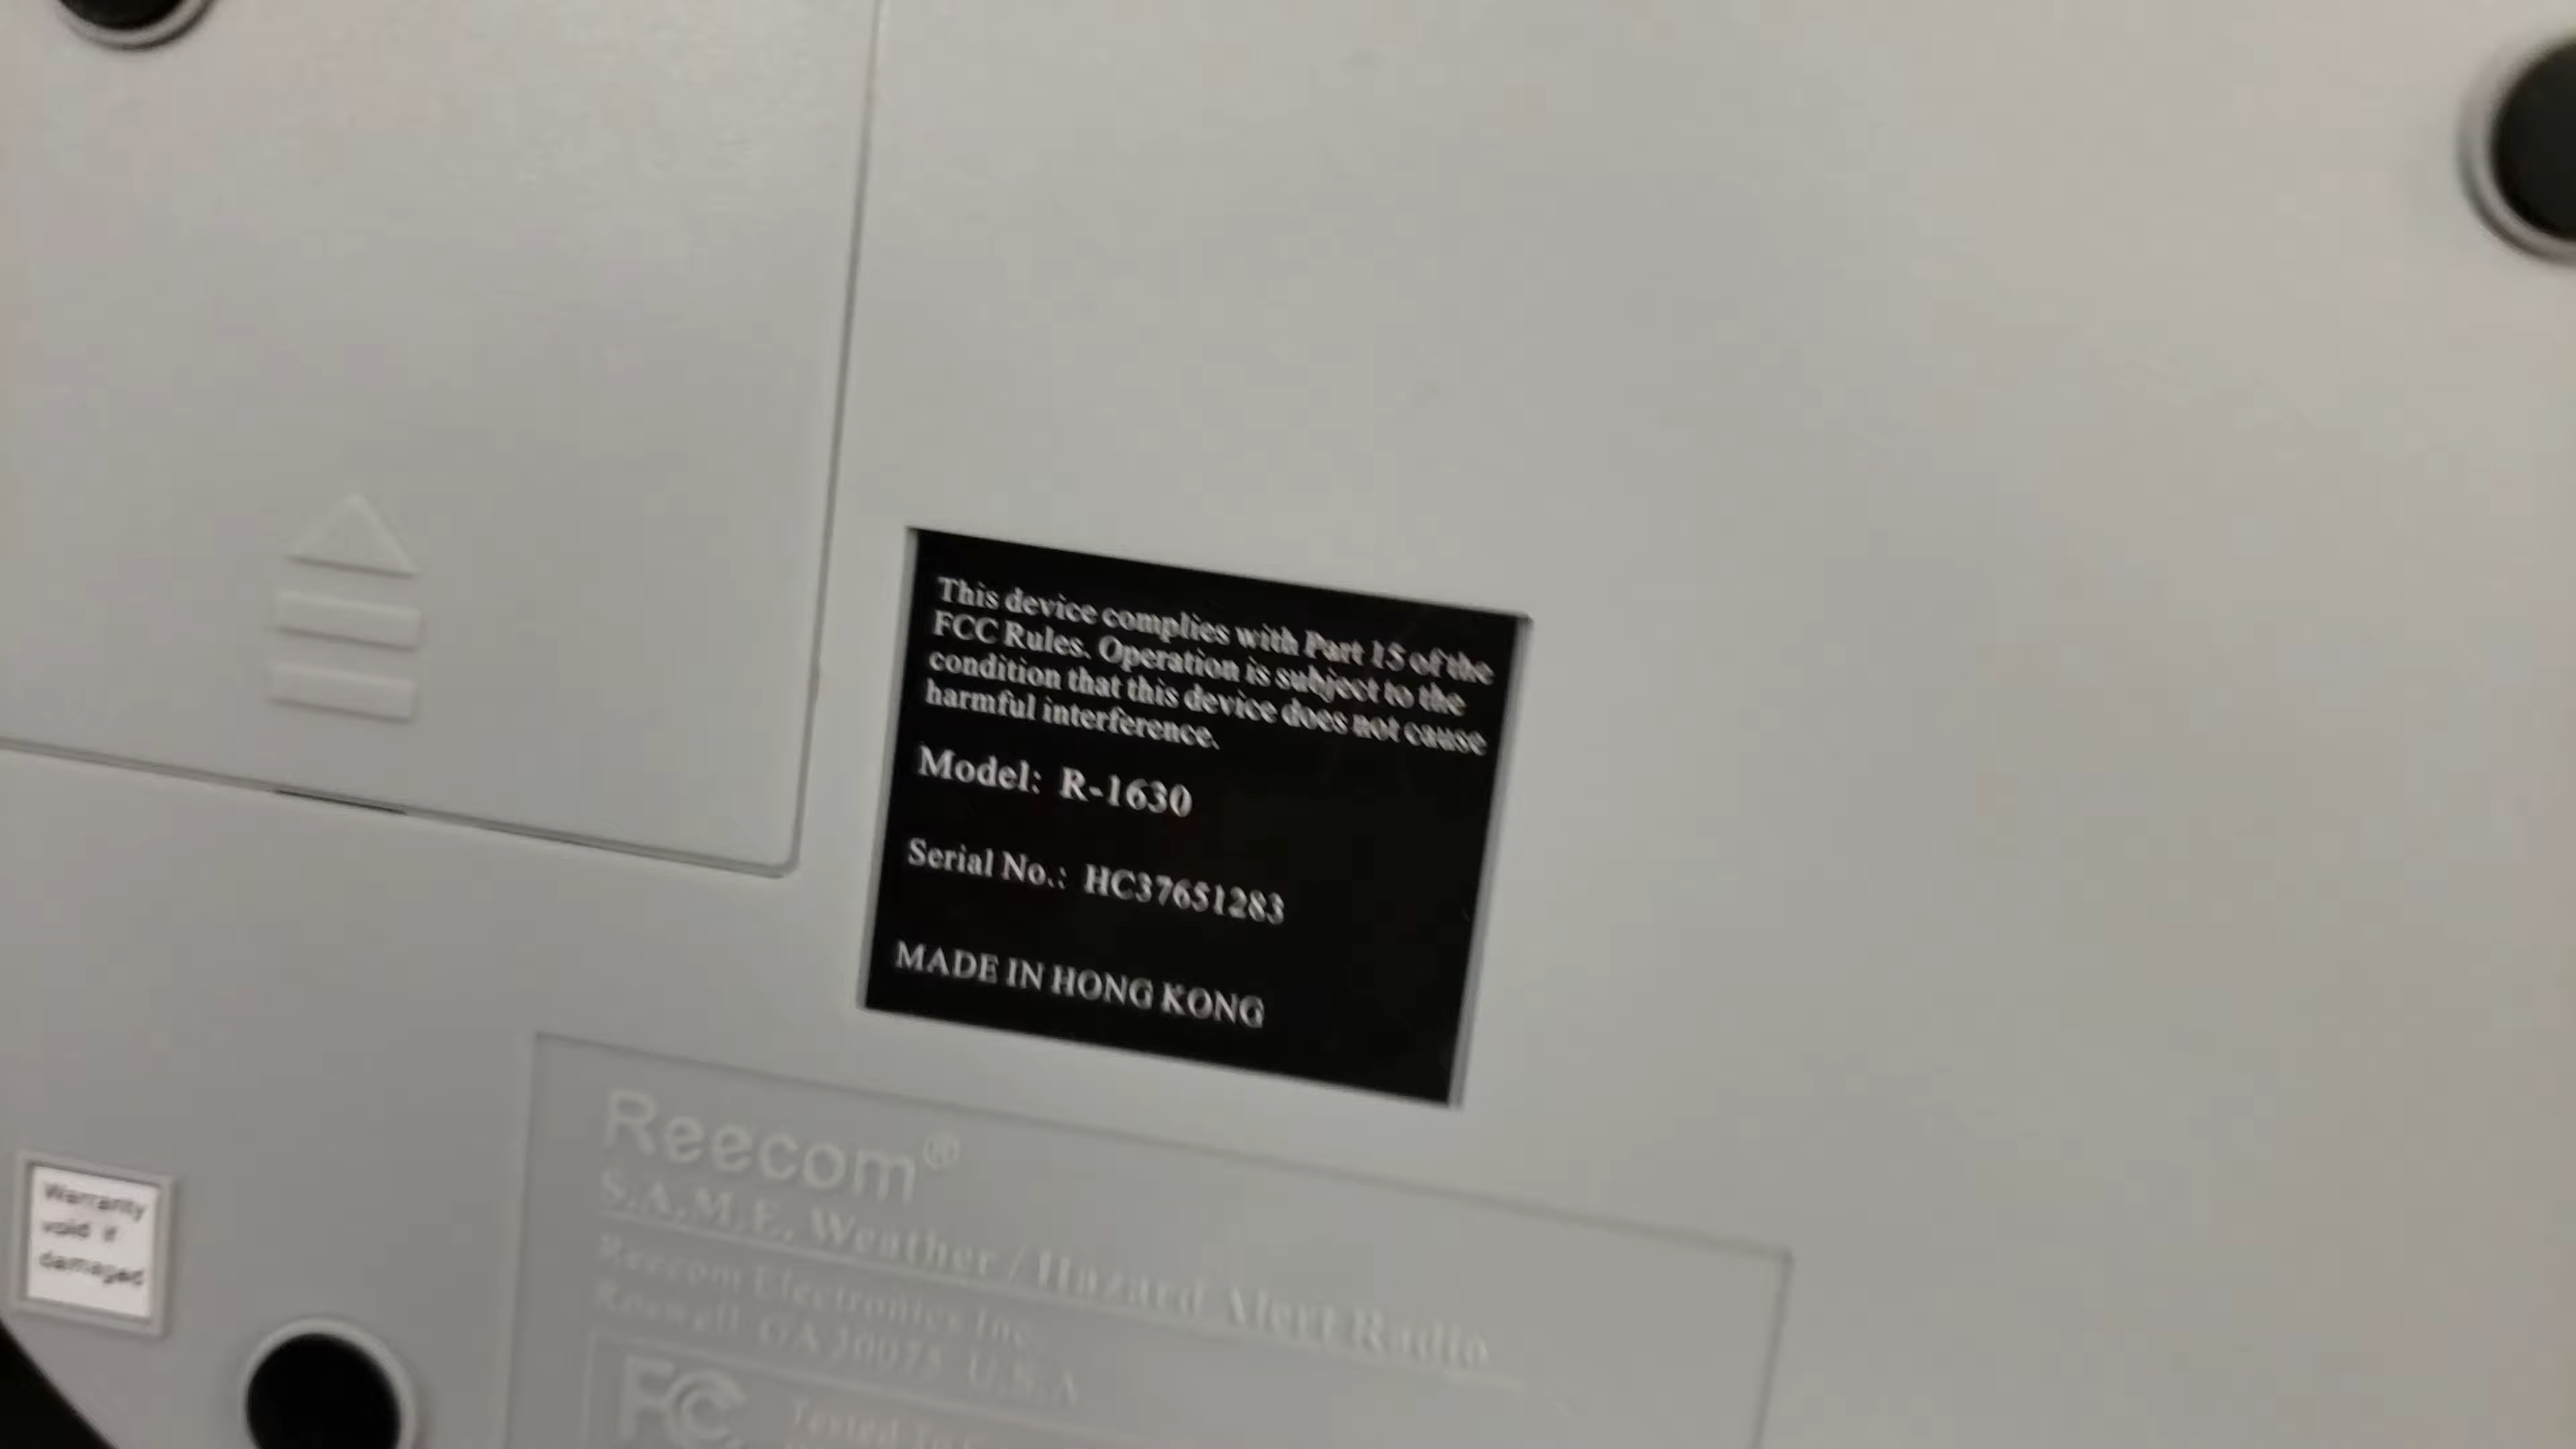 This device complies with Part 15 of the
FCC Rules. Operation is subject to the
condition that this device does not cause
harmful interference.
Model: R-1630
Serial No.: HC37651283
MADE IN HONG KONG
Reecom®
S.A.M.E. Weather / Hazard Alert Radio
Reecom Electronics Inc.
Roswell GA 30075 U.S.A
FC
Tested To
Warranty
void if
damaged